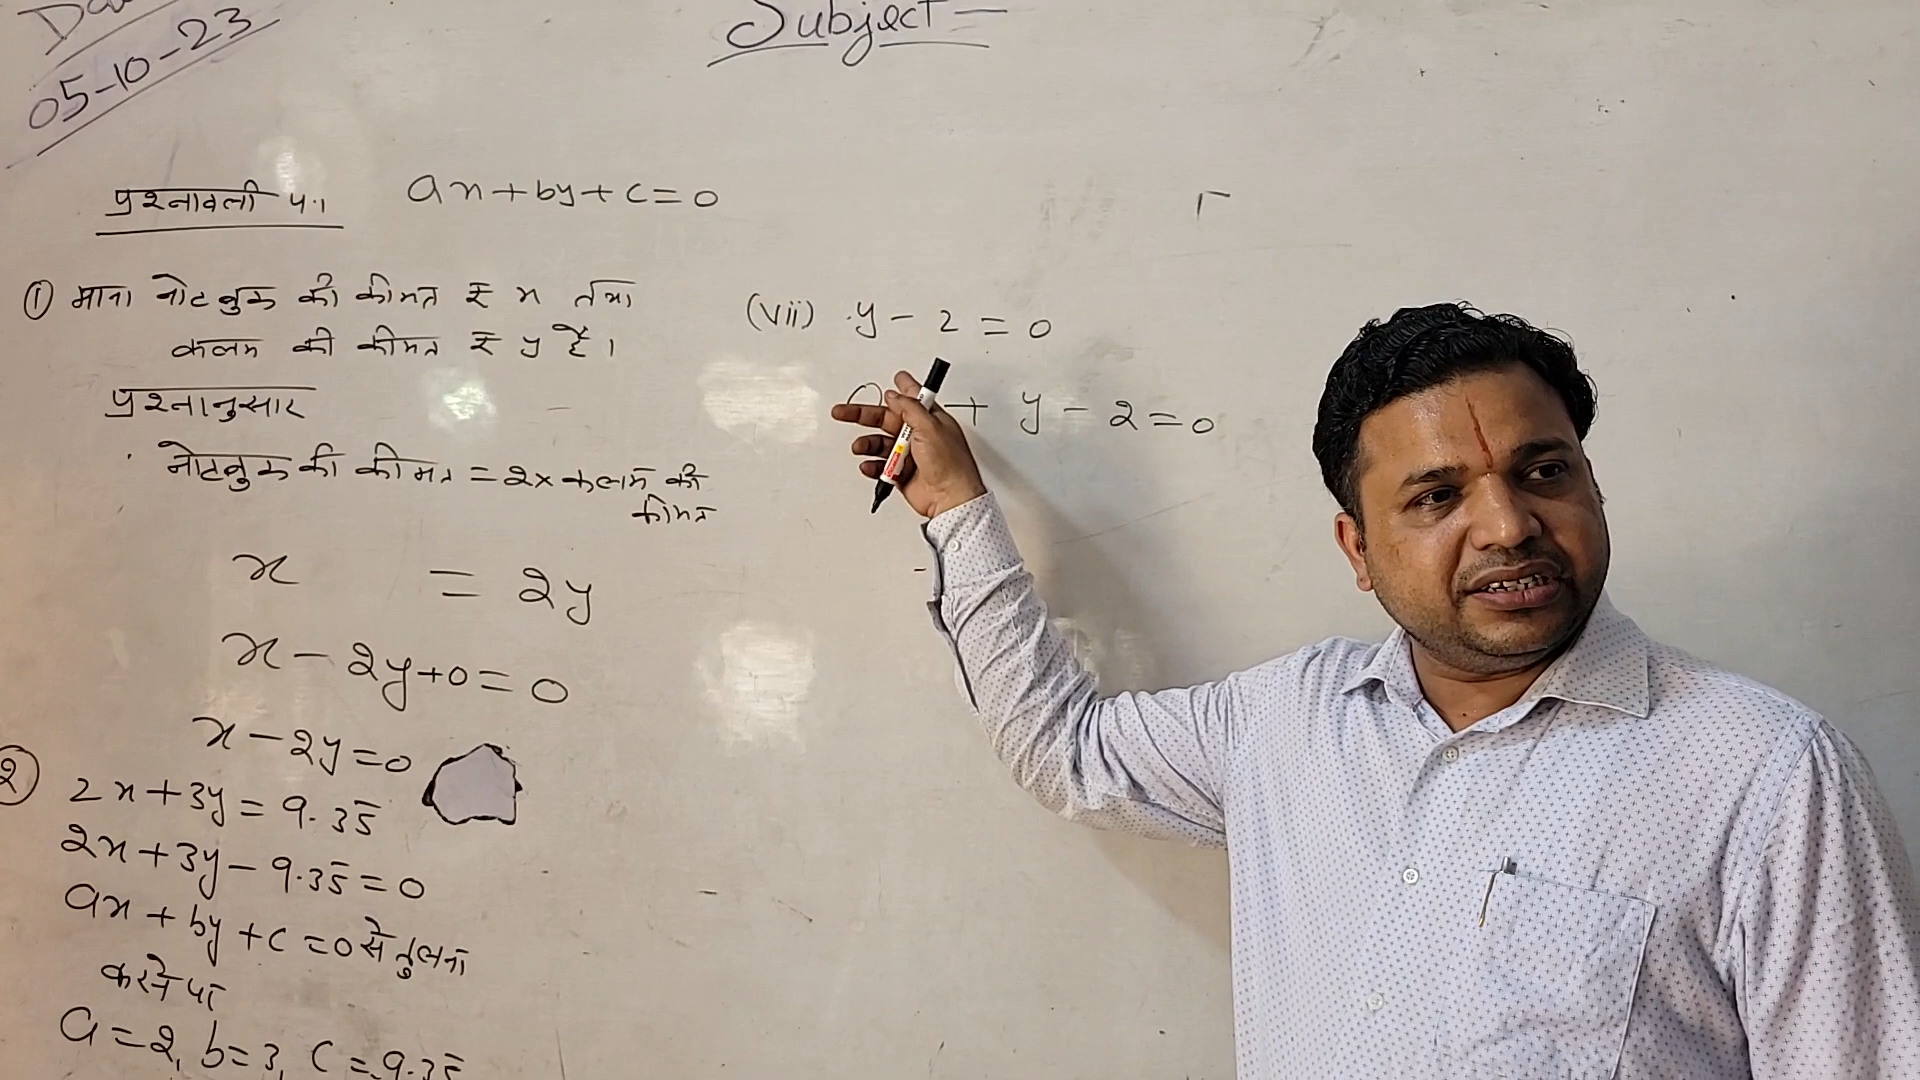 05-10-23
Subject -
प्रश्नावली 4.1
ax+by+c=0
① माना नोटबुक की कीमत ₹ x तथा
कलम की कीमत ₹ y है।
प्रश्नानुसार
नोटबुक की कीमत = 2x कलम की
कीमत
x = 2y
x - 2y+0=0
x-2y=0
② 2x+3y=9.35
2x+3y-9.35=0
ax+by+c=0 से तुलना
करने पर
a=2, b=3, c=-9.35
(vii) y-2=0
+ y-2=0